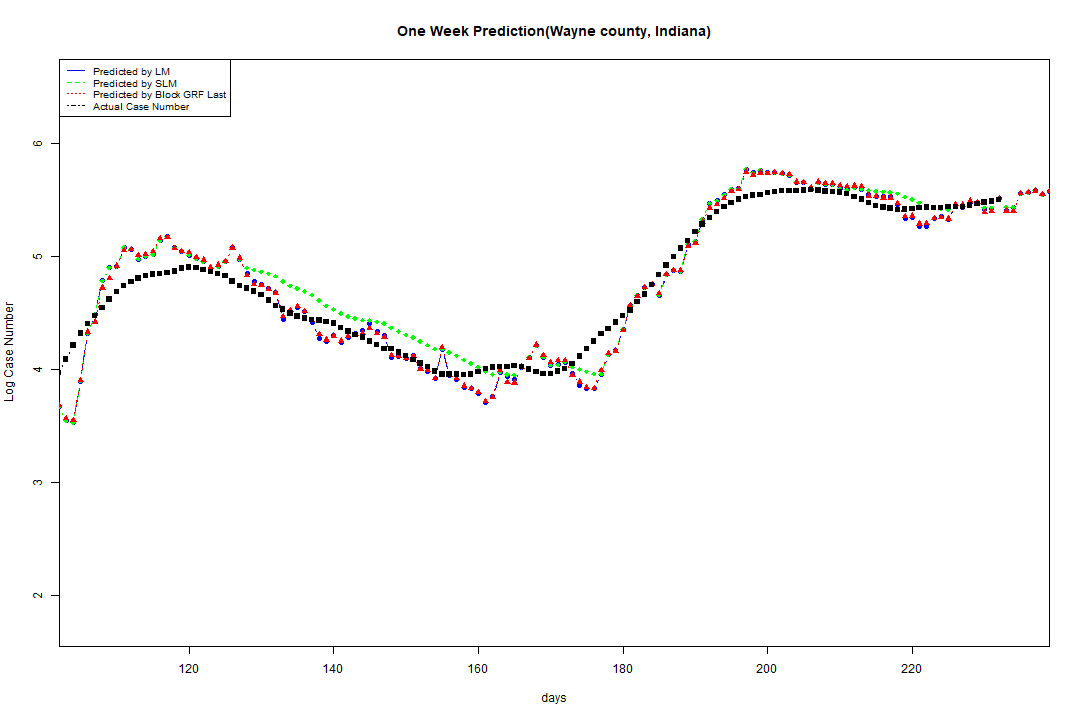 One Week Prediction(Wayne county, Indiana)
Predicted by LM
Predicted by SLM
Predicted by Block GRF Last
Actual Case Number
6
5
4
3
2
Log Case Number
120 140 160 180 200 220
days